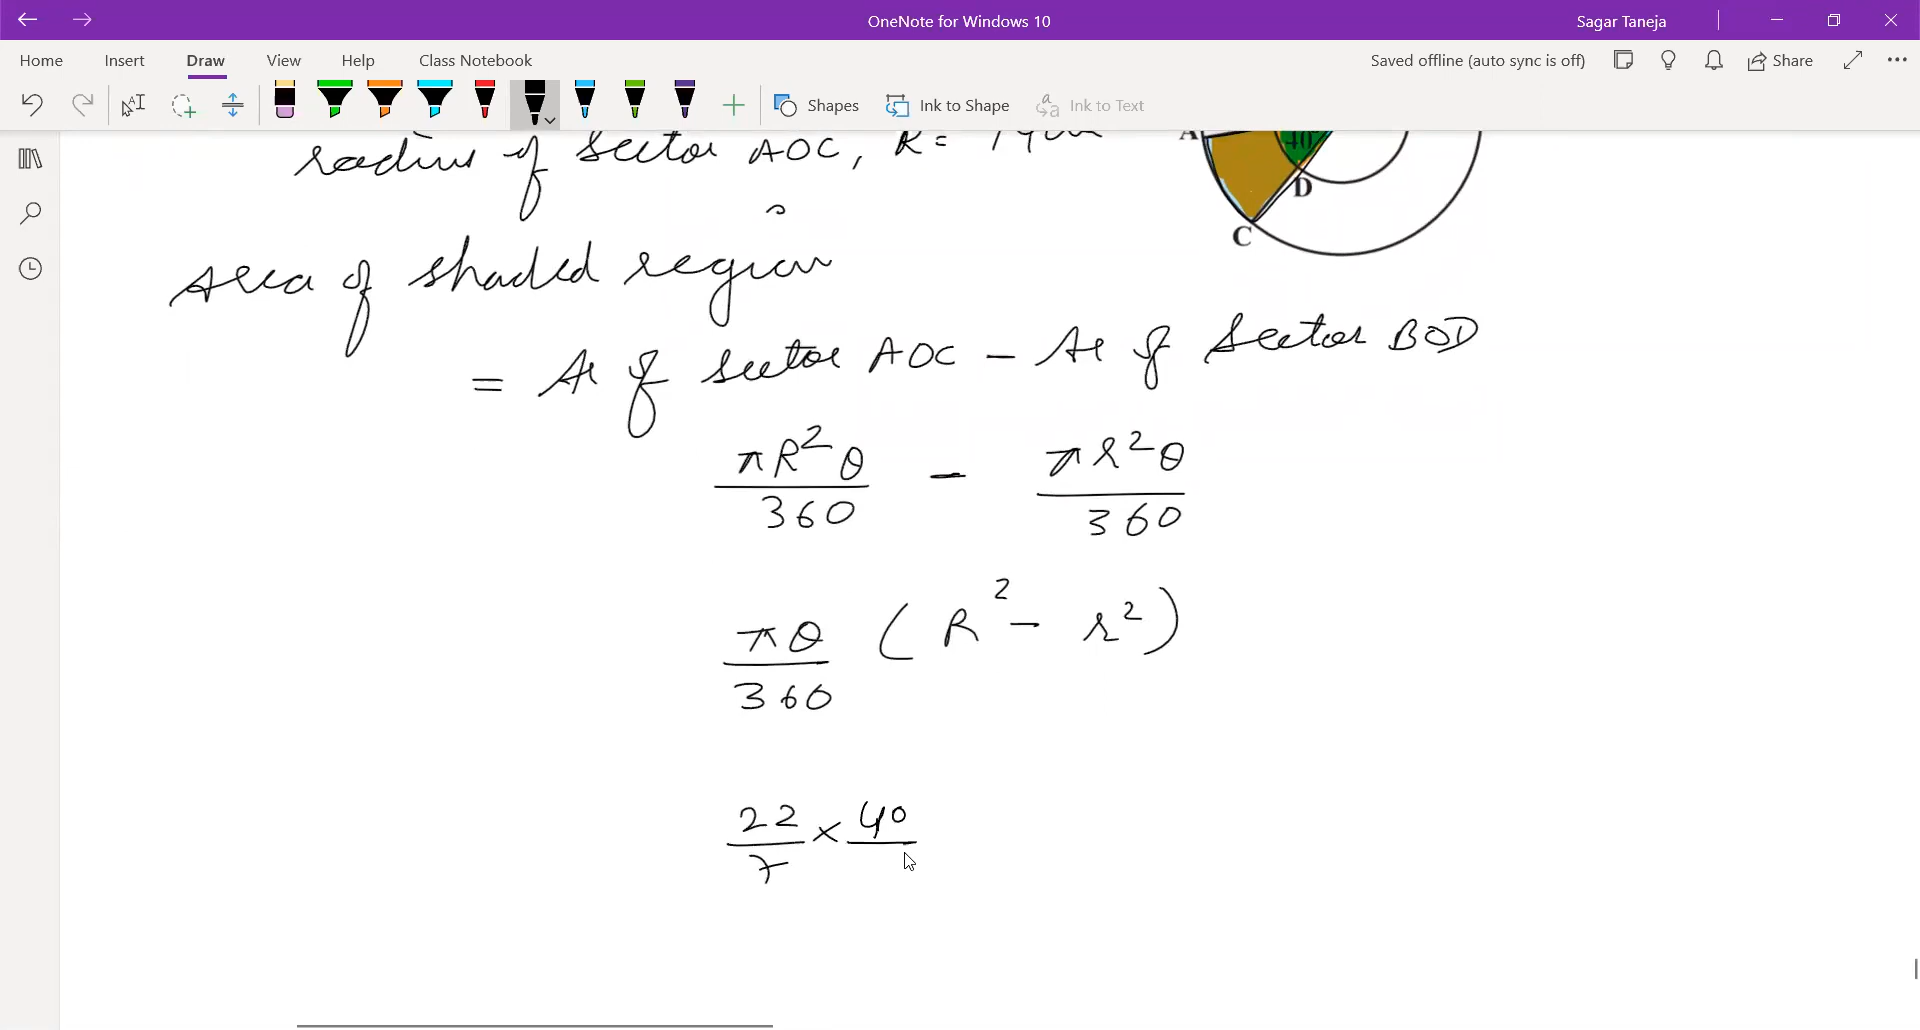 OneNote for Windows 10
Sagar Taneja
Home Insert Draw View Help Class Notebook
Saved offline (auto sync is off) Share
Shapes Ink to Shape Ink to Text
radius of sector AOC, R = 14cm
A 40°
D
C
Area of shaded region
= Ar of sector AOC - Ar of Sector BOD
πR²θ/360 - πr²θ/360
πθ/360 (R² - r²)
22/7 × 40